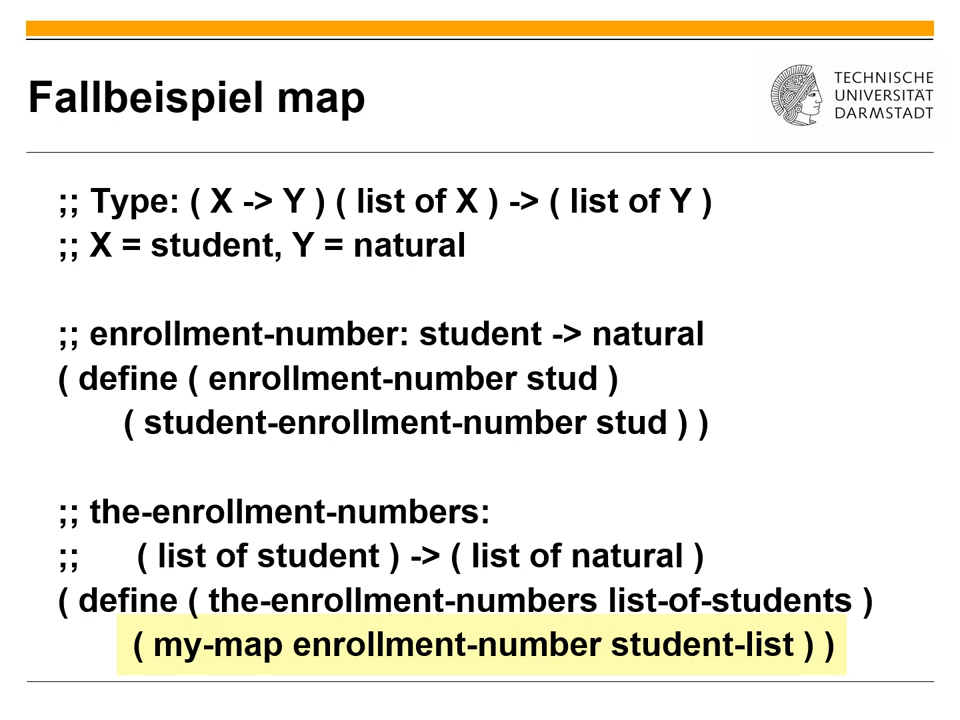 Fallbeispiel map
TECHNISCHE
UNIVERSITÄT
DARMSTADT
;; Type: ( X -> Y ) ( list of X ) -> ( list of Y )
;; X = student, Y = natural
;; enrollment-number: student -> natural
( define ( enrollment-number stud )
( student-enrollment-number stud ) )
;; the-enrollment-numbers:
;; ( list of student ) -> ( list of natural )
( define ( the-enrollment-numbers list-of-students )
( my-map enrollment-number student-list ) )